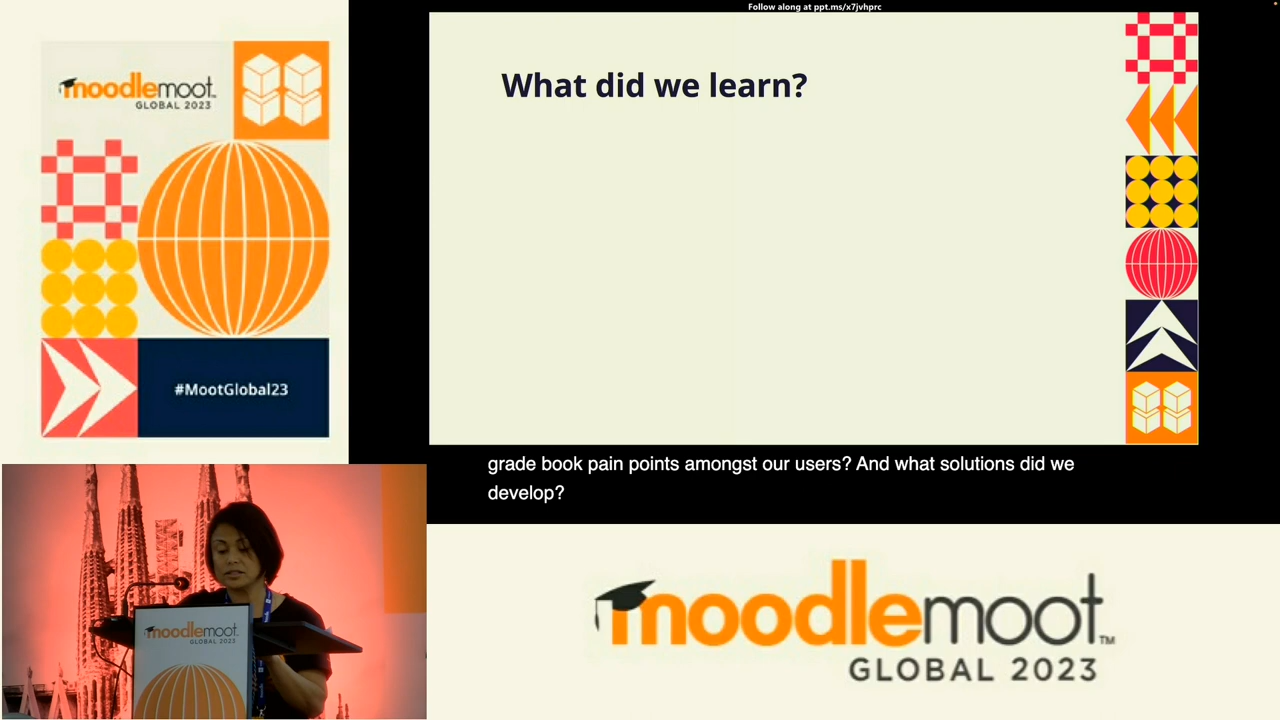 Follow along at ppt.ms/x7jvhprc
moodlemoot
GLOBAL 2023
#MootGlobal23
What did we learn?
grade book pain points amongst our users? And what solutions did we
develop?
moodlemoot
GLOBAL 2023
moodlemoot™
GLOBAL 2023